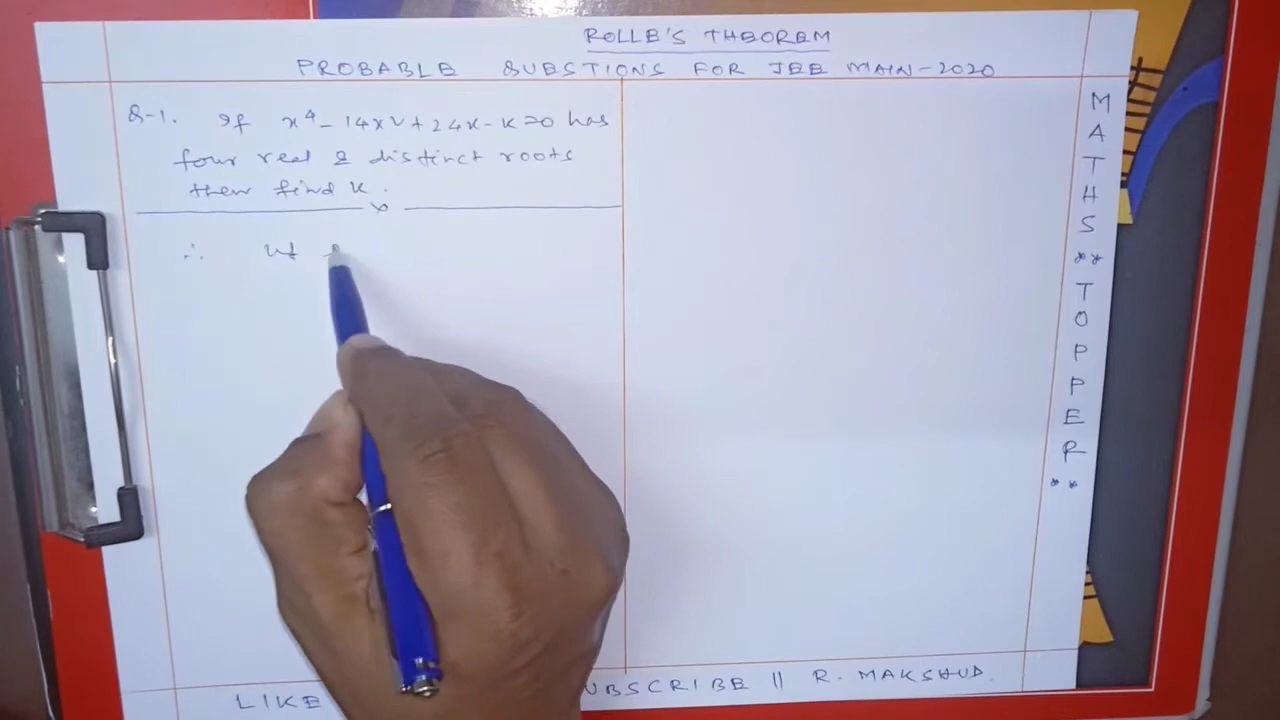 ROLLE'S THEOREM
PROBABLE QUESTIONS FOR JEE MAIN-2020
Q-1. If x⁴-14x²+24x-k=0 has
four real & distinct roots
then find k.
∴ let
LIKE
UBSCRIBE || R. MAKSHUD.
MATHS ** TOPPER **